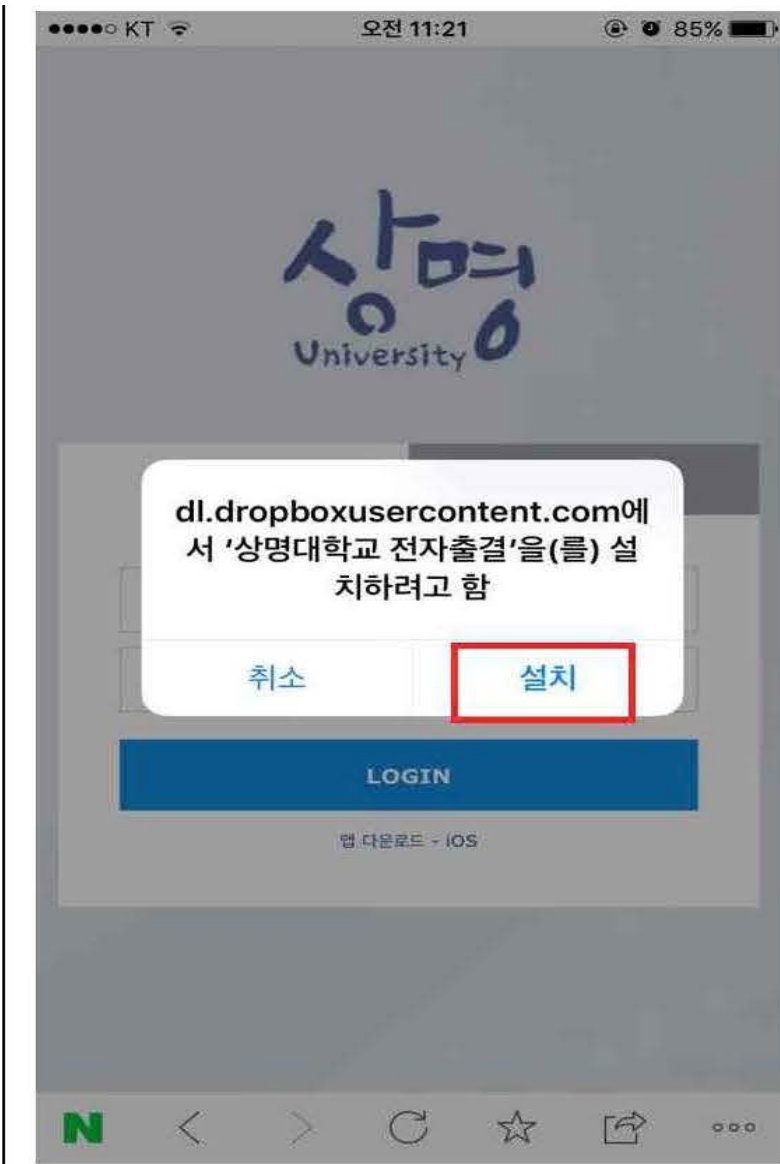 KT 오전 11:21 85%
상명
University
dl.dropboxusercontent.com에
서 '상명대학교 전자출결'을(를) 설
치하려고 함
취소 설치
LOGIN
앱 다운로드 - iOS
N